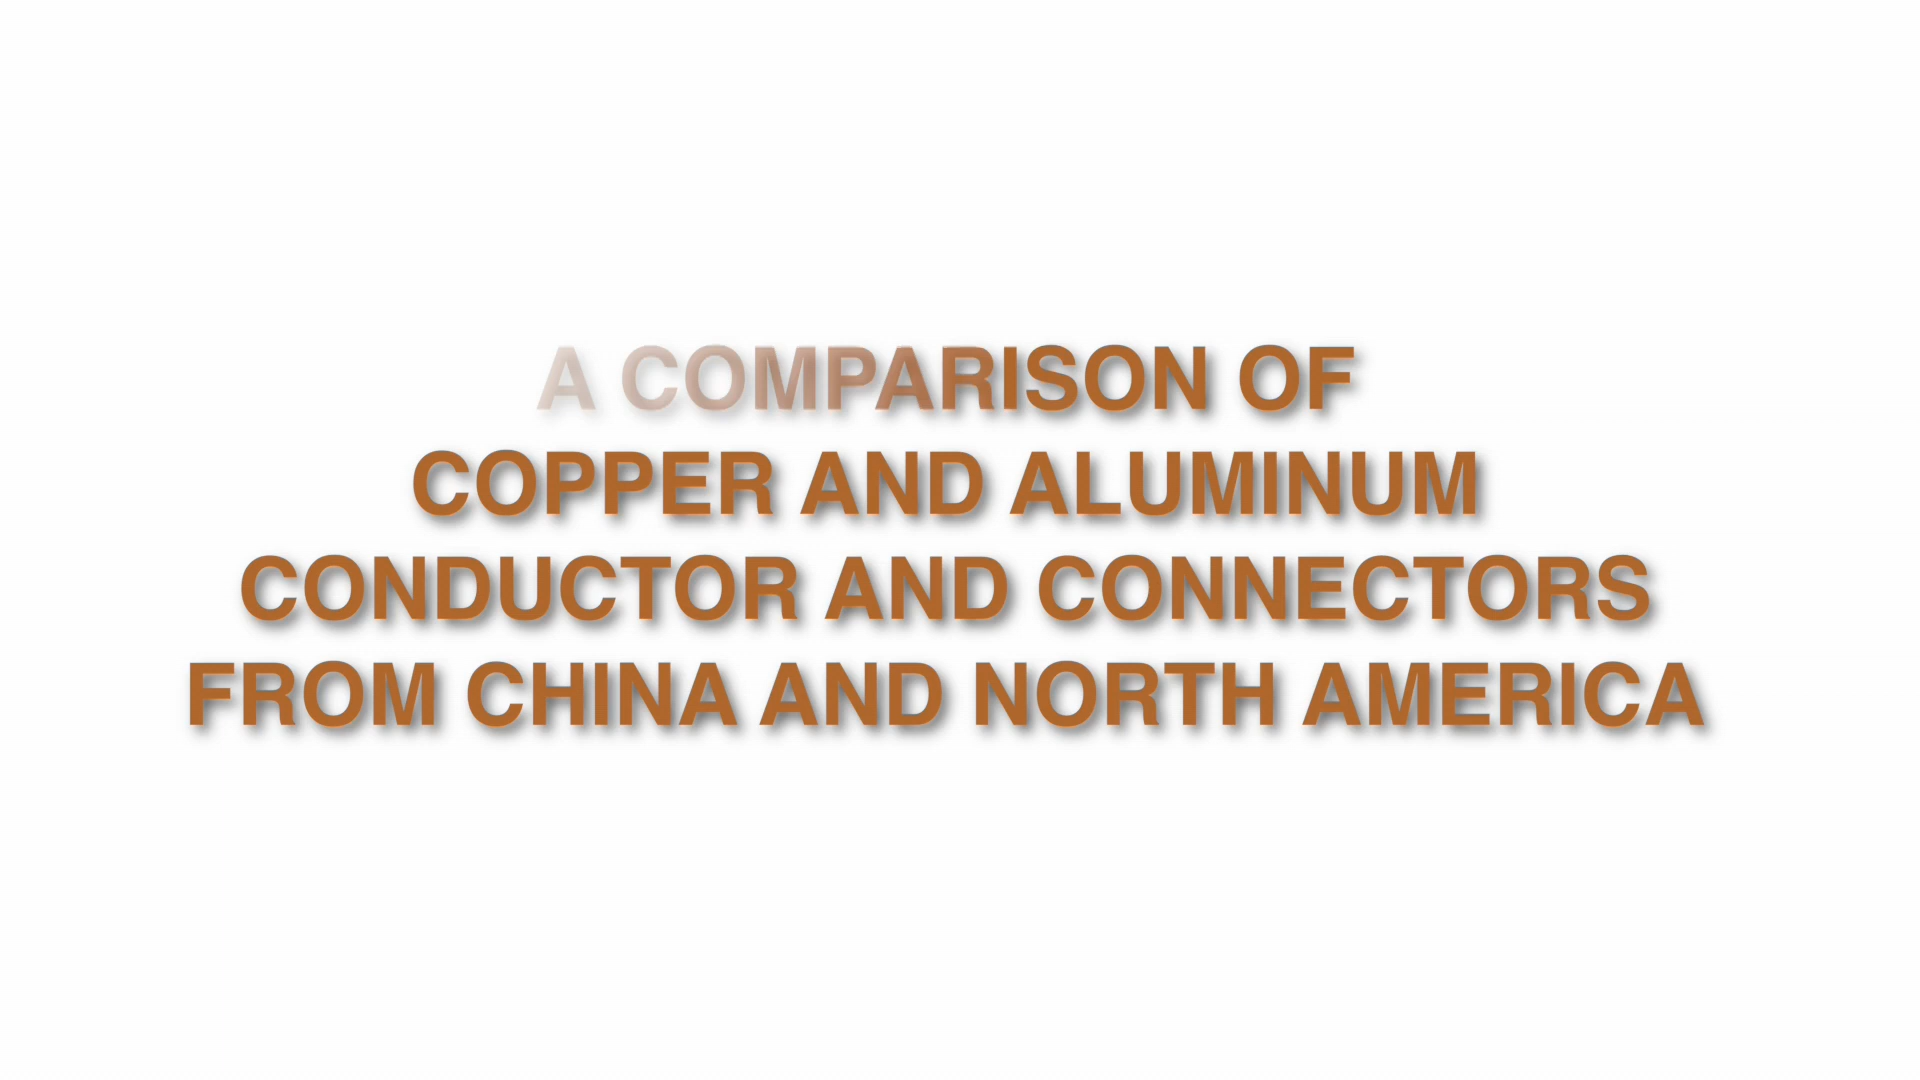 A COMPARISON OF
COPPER AND ALUMINUM
CONDUCTOR AND CONNECTORS
FROM CHINA AND NORTH AMERICA